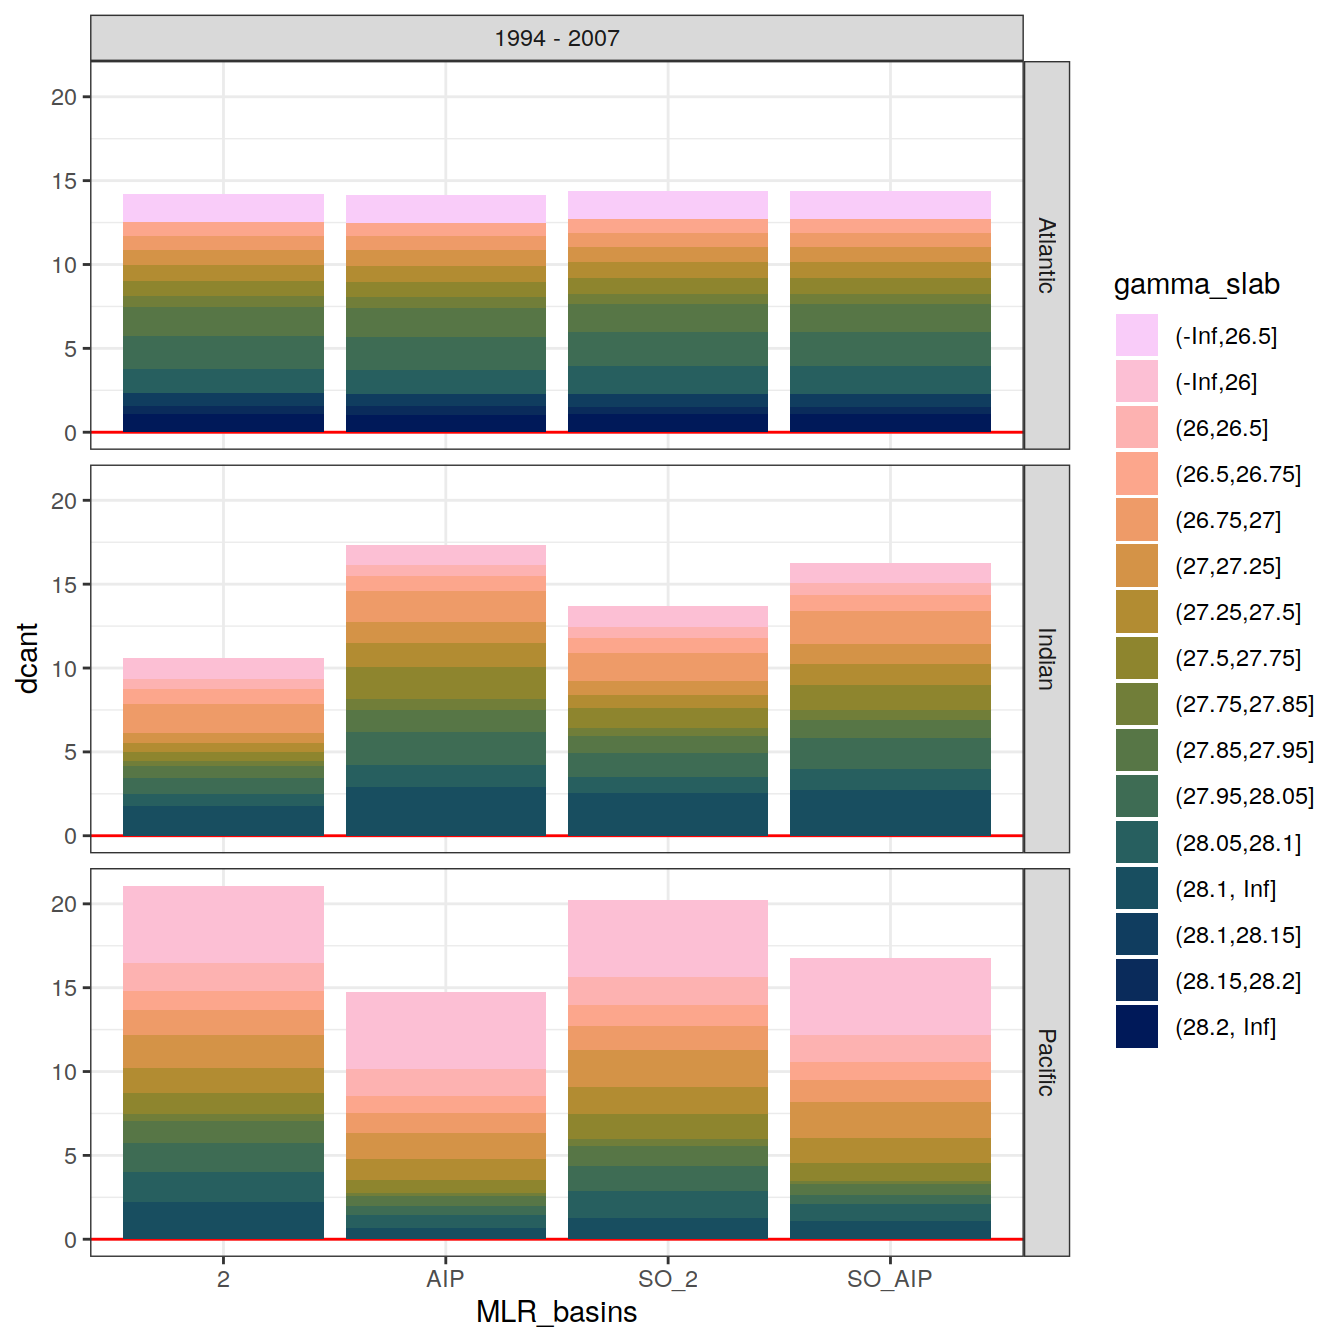 1994 - 2007
20
15
10
5
0
Atlantic
20
15
10
5
0
Indian
20
15
10
5
0
Pacific
dcant
2 AIP SO_2 SO_AIP
MLR_basins
gamma_slab
(-Inf,26.5]
(-Inf,26]
(26,26.5]
(26.5,26.75]
(26.75,27]
(27,27.25]
(27.25,27.5]
(27.5,27.75]
(27.75,27.85]
(27.85,27.95]
(27.95,28.05]
(28.05,28.1]
(28.1, Inf]
(28.1,28.15]
(28.15,28.2]
(28.2, Inf]